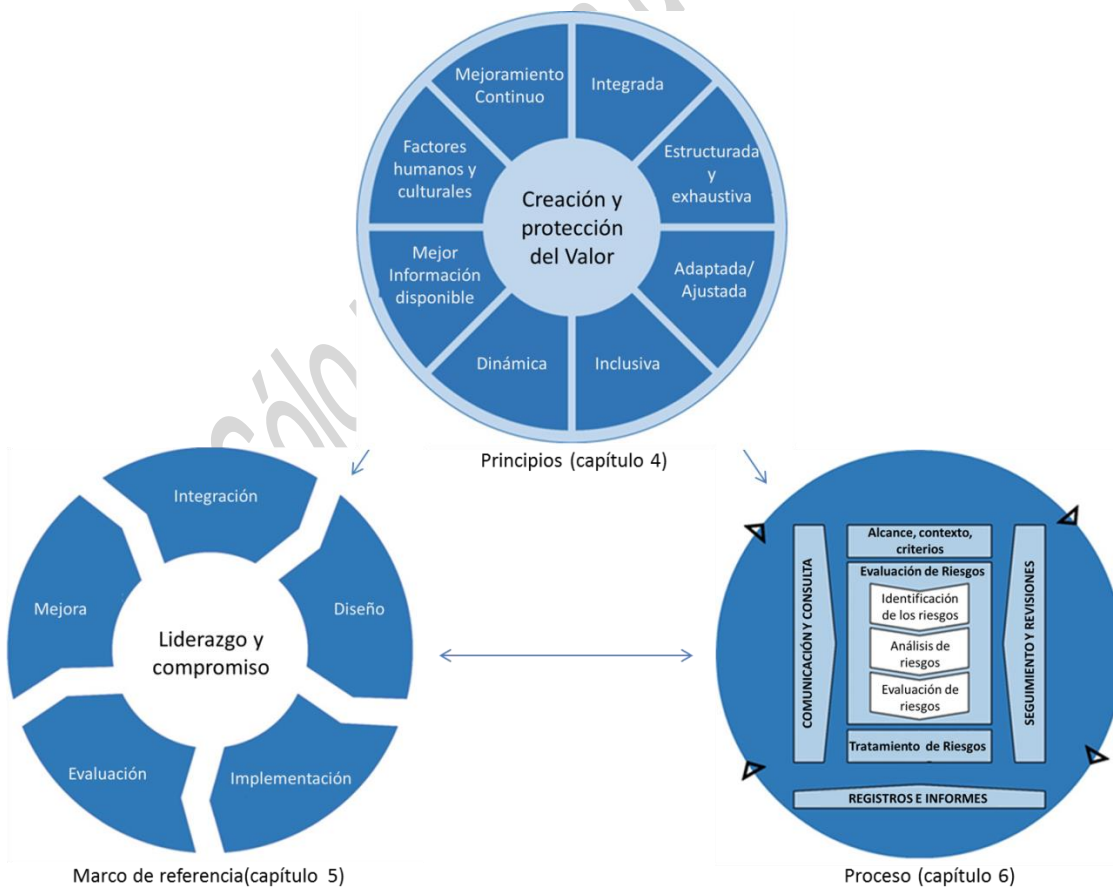 Mejoramiento
Continuo
Integrada
Factores
humanos y
culturales
Estructurada
y
exhaustiva
Creación y
protección
del Valor
Mejor
Información
disponible
Adaptada/
Ajustada
Dinámica
Inclusiva
Sólo
Principios (capítulo 4)
Integración
Mejora
Diseño
Liderazgo y
compromiso
Evaluación
Implementación
Marco de referencia(capítulo 5)
Alcance, contexto,
criterios
Evaluación de Riesgos
Identificación
de los riesgos
Análisis de
riesgos
Evaluación de
riesgos
Tratamiento de Riesgos
COMUNICACIÓN Y CONSULTA
SEGUIMIENTO Y REVISIONES
REGISTROS E INFORMES
Proceso (capítulo 6)